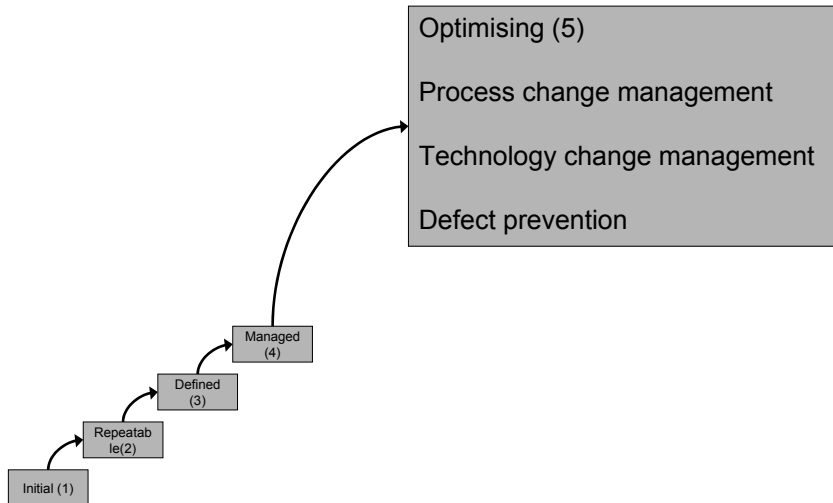 Optimising (5)
Process change management
Technology change management
Defect prevention
Managed
(4)
Defined
(3)
Repeatab
le(2)
Initial (1)